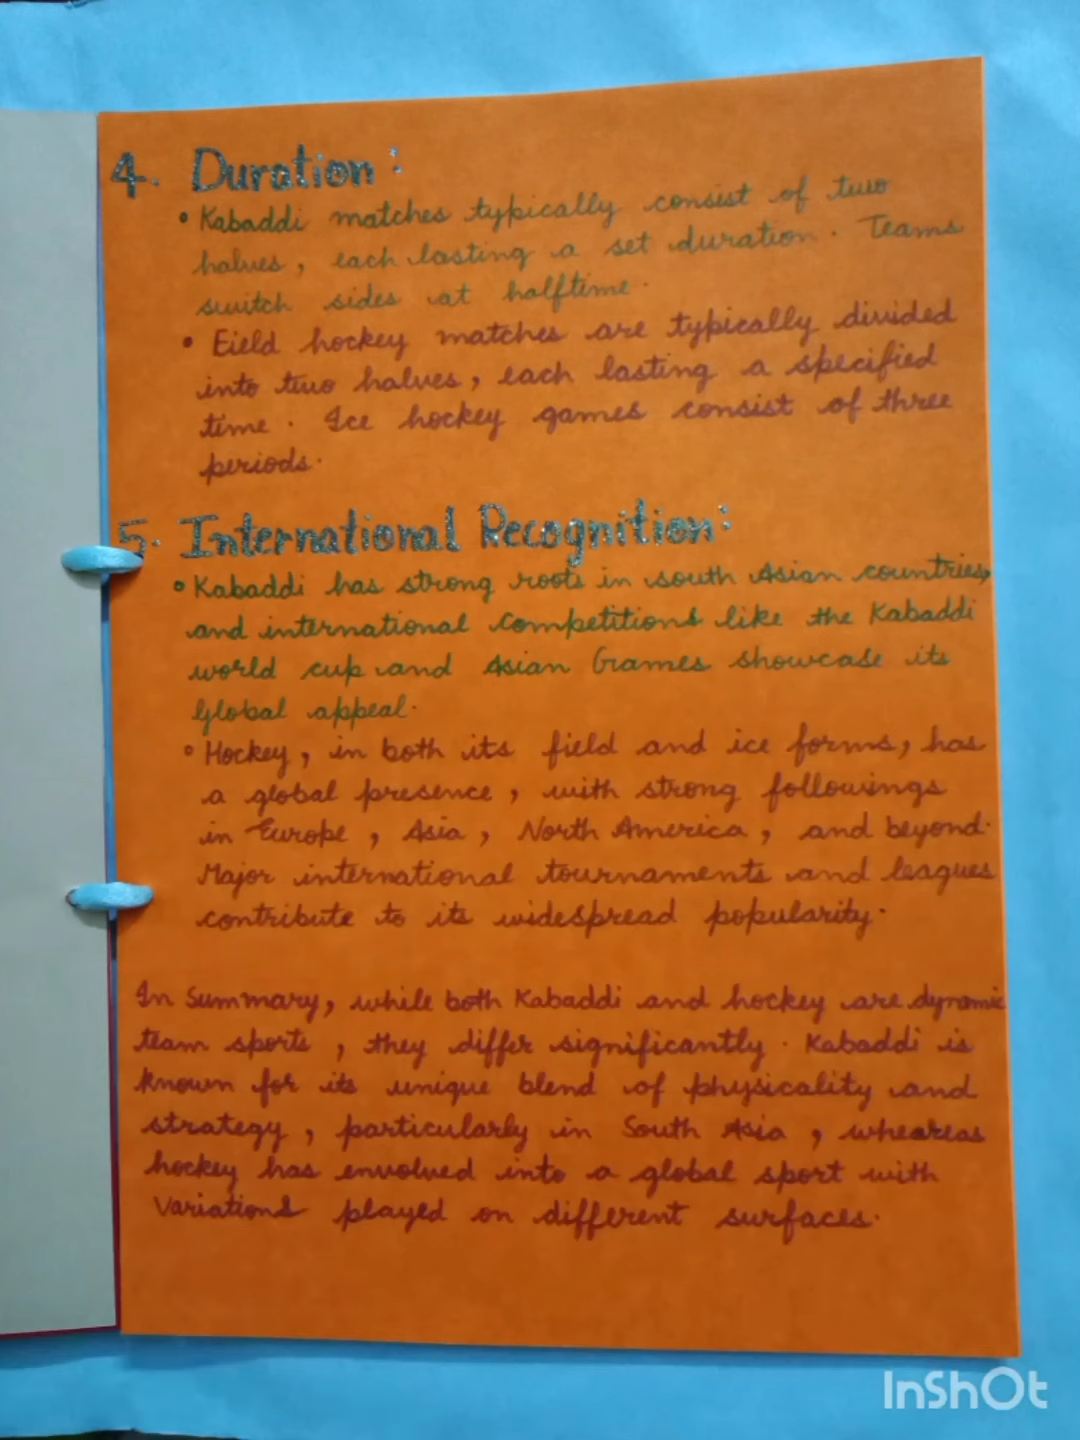 4. Duration:
• Kabaddi matches typically consist of two
halves, each lasting a set duration. Teams
switch sides at halftime.
• Eield hockey matches are typically divided
into two halves, each lasting a specified
time. Ice hockey games consist of three
periods.
5. International Recognition:
• Kabaddi has strong roots in south Asian countries,
and international competitions like the Kabaddi
world cup and Asian Games showcase its
global appeal.
• Hockey, in both its field and ice forms, has
a global presence, with strong followings
in Europe, Asia, North America, and beyond.
Major international tournaments and leagues
contribute to its widespread popularity.
In Summary, while both Kabaddi and hockey are dynamic
team sports, they differ significantly. Kabaddi is
known for its unique blend of physicality and
strategy, particularly in South Asia, wheareas
hockey has envolved into a global sport with
variations played on different surfaces.
InShOt